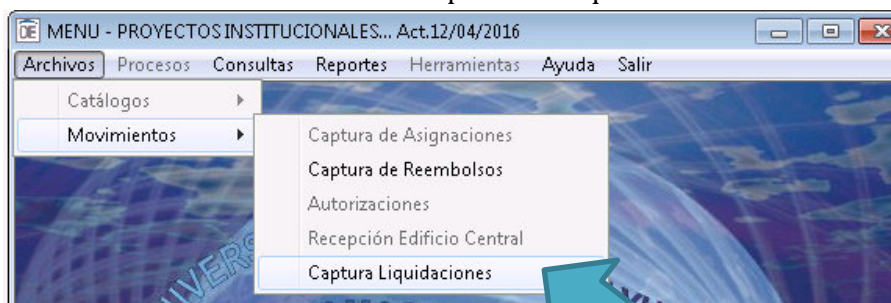 MENU - PROYECTOS INSTITUCIONALES... Act.12/04/2016
Archivos Procesos Consultas Reportes Herramientas Ayuda Salir
Catálogos
Movimientos
Captura de Asignaciones
Captura de Reembolsos
Autorizaciones
Recepción Edificio Central
Captura Liquidaciones